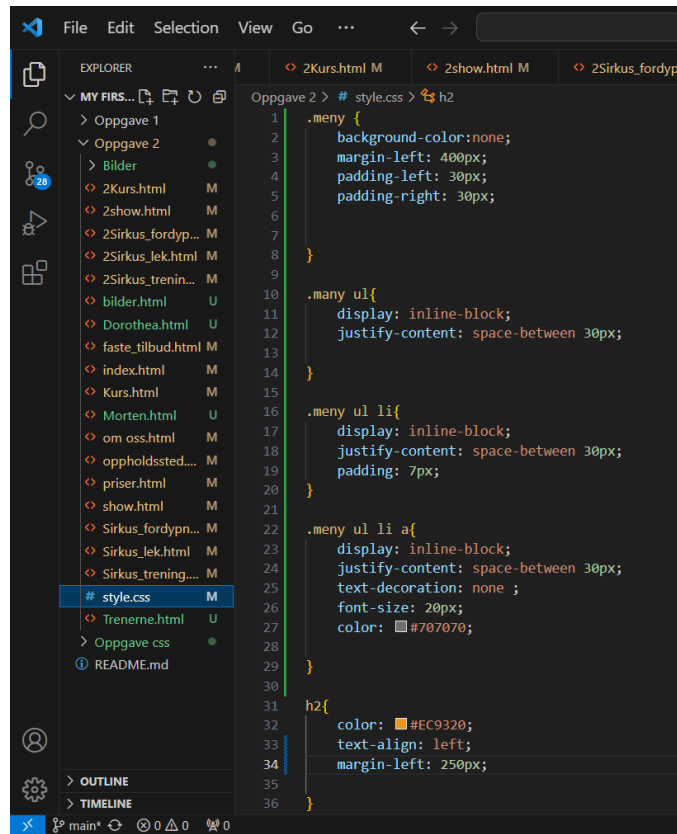 File Edit Selection View Go ...
EXPLORER ... M <> 2Kurs.html M <> 2show.html M <> 2Sirkus_fordyp
MY FIRS... Oppgave 2 > # style.css > h2
> Oppgave 1
Oppgave 2
> Bilder
<> 2Kurs.html M
<> 2show.html M
<> 2Sirkus_fordyp... M
<> 2Sirkus_lek.html M
<> 2Sirkus_trenin... M
<> bilder.html U
<> Dorothea.html U
<> faste_tilbud.html M
<> index.html M
<> Kurs.html M
<> Morten.html U
<> om oss.html M
<> oppholdssted.... M
<> priser.html M
<> show.html M
<> Sirkus_fordypn... M
<> Sirkus_lek.html M
<> Sirkus_trening.... M
# style.css M
<> Trenerne.html U
> Oppgave css
README.md
28
> OUTLINE
> TIMELINE
1 .meny {
2 background-color:none;
3 margin-left: 400px;
4 padding-left: 30px;
5 padding-right: 30px;
6
7
8 }
9
10 .many ul{
11 display: inline-block;
12 justify-content: space-between 30px;
13
14 }
15
16 .meny ul li{
17 display: inline-block;
18 justify-content: space-between 30px;
19 padding: 7px;
20 }
21
22 .meny ul li a{
23 display: inline-block;
24 justify-content: space-between 30px;
25 text-decoration: none ;
26 font-size: 20px;
27 color: #707070;
28
29 }
30
31 h2{
32 color: #EC9320;
33 text-align: left;
34 margin-left: 250px;
35
36 }
main* 0 0 0